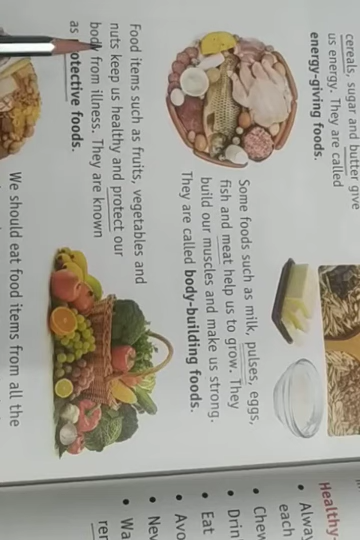 cereals, sugar and butter give
us energy. They are called
energy-giving foods.
Some foods such as milk, pulses, eggs,
fish and meat help us to grow. They
build our muscles and make us strong.
They are called body-building foods.
Food items such as fruits, vegetables and
nuts keep us healthy and protect our
body from illness. They are known
as protective foods.
We should eat food items from all the
Healthy-
Alway
each
Chew
Drin
Eat
Avo
Nev
Wa